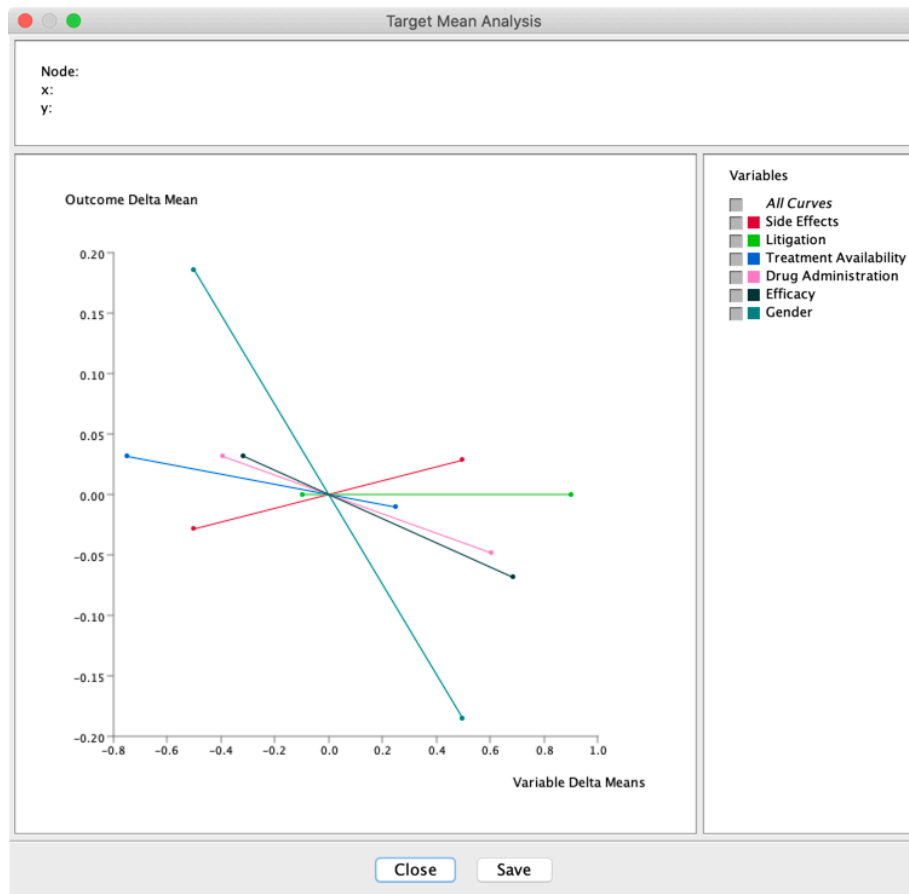 Target Mean Analysis
Node:
x:
y:
Outcome Delta Mean
0.20
0.15
0.10
0.05
0.00
−0.05
−0.10
−0.15
−0.20
−0.8 −0.6 −0.4 −0.2 0.0 0.2 0.4 0.6 0.8 1.0
Variable Delta Means
Variables
All Curves
Side Effects
Litigation
Treatment Availability
Drug Administration
Efficacy
Gender
Close Save